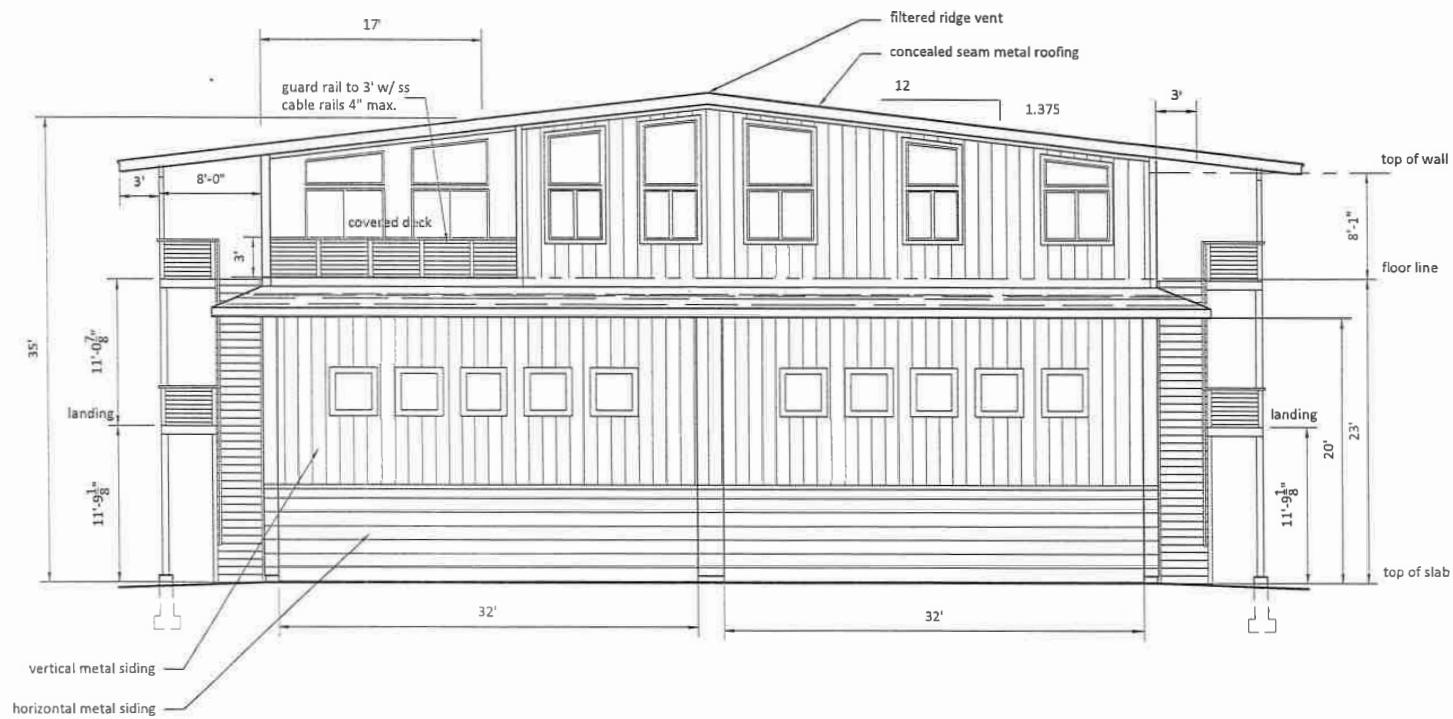 filtered ridge vent
17'
concealed seam metal roofing
guard rail to 3' w/ ss
cable rails 4" max.
12
1.375
3'
top of wall
3'
8'-0"
covered deck
8'-1"
3'
floor line
35'
11'-0 7/8"
landing
landing
20'
23'
11'-9 1/8"
11'-9 1/8"
top of slab
32'
32'
vertical metal siding
horizontal metal siding